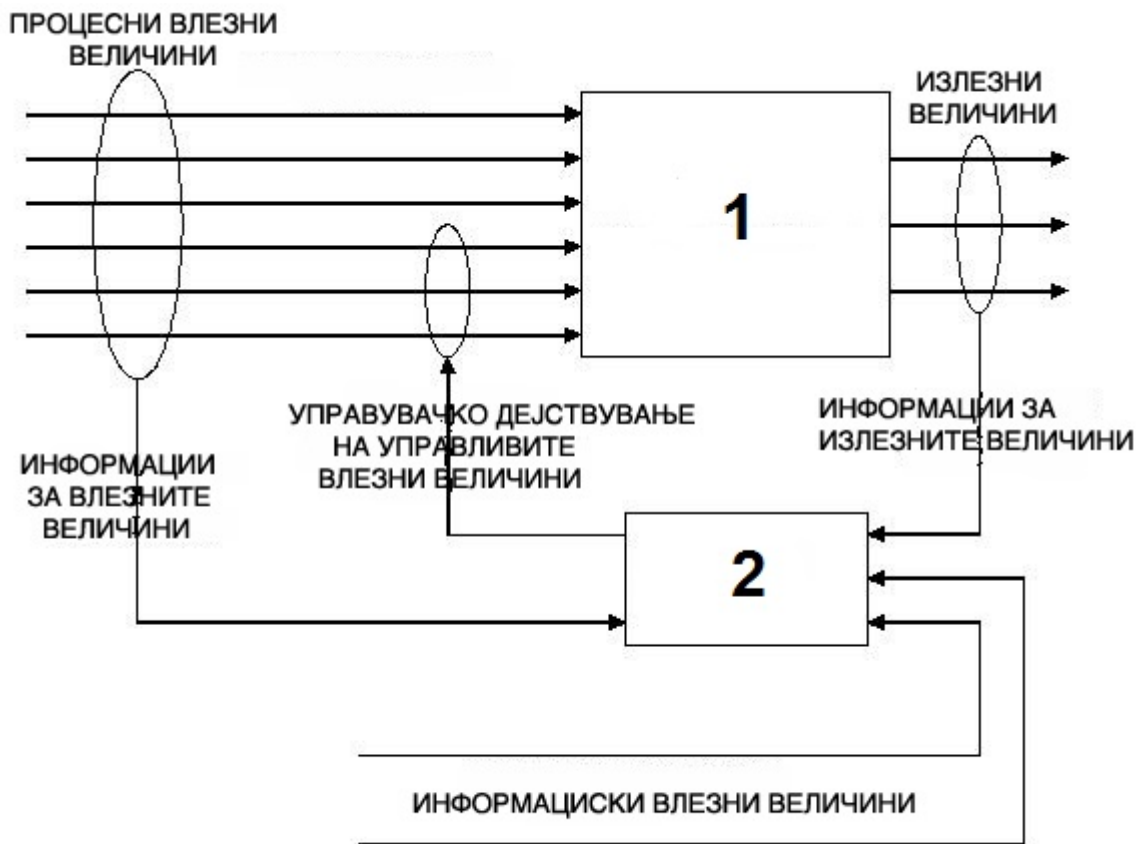 ПРОЦЕСНИ ВЛЕЗНИ
ВЕЛИЧИНИ
ИЗЛЕЗНИ
ВЕЛИЧИНИ
1
УПРАВУВАЧКО ДЕЈСТВУВАЊЕ
НА УПРАВЛИВИТЕ
ВЛЕЗНИ ВЕЛИЧИНИ
ИНФОРМАЦИИ ЗА
ИЗЛЕЗНИТЕ ВЕЛИЧИНИ
ИНФОРМАЦИИ
ЗА ВЛЕЗНИТЕ
ВЕЛИЧИНИ
2
ИНФОРМАЦИСКИ ВЛЕЗНИ ВЕЛИЧИНИ